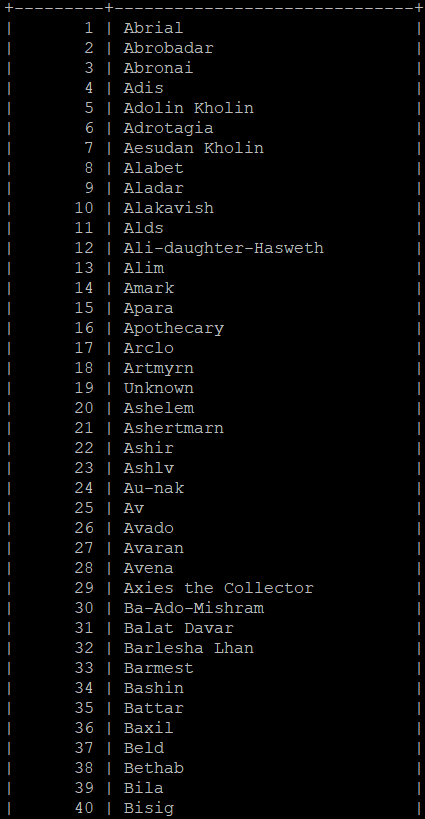 +---------+------------------------------+
| 1 | Abrial |
| 2 | Abrobadar |
| 3 | Abronai |
| 4 | Adis |
| 5 | Adolin Kholin |
| 6 | Adrotagia |
| 7 | Aesudan Kholin |
| 8 | Alabet |
| 9 | Aladar |
| 10 | Alakavish |
| 11 | Alds |
| 12 | Ali-daughter-Hasweth |
| 13 | Alim |
| 14 | Amark |
| 15 | Apara |
| 16 | Apothecary |
| 17 | Arclo |
| 18 | Artmyrn |
| 19 | Unknown |
| 20 | Ashelem |
| 21 | Ashertmarn |
| 22 | Ashir |
| 23 | Ashlv |
| 24 | Au-nak |
| 25 | Av |
| 26 | Avado |
| 27 | Avaran |
| 28 | Avena |
| 29 | Axies the Collector |
| 30 | Ba-Ado-Mishram |
| 31 | Balat Davar |
| 32 | Barlesha Lhan |
| 33 | Barmest |
| 34 | Bashin |
| 35 | Battar |
| 36 | Baxil |
| 37 | Beld |
| 38 | Bethab |
| 39 | Bila |
| 40 | Bisig |